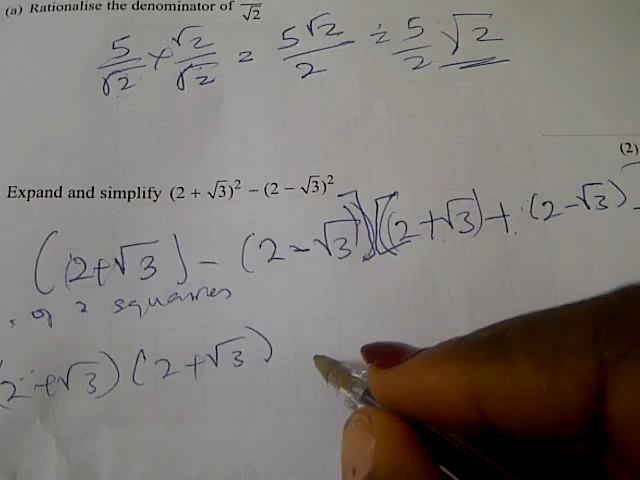 (a) Rationalise the denominator of /√2
5/√2 × √2/√2 = 5√2/2 = 5/2 √2
(2)
Expand and simplify (2 + √3)² − (2 − √3)²
((2+√3) − (2−√3))((2+√3) + (2−√3)
of 2 squares
2+√3)(2+√3)